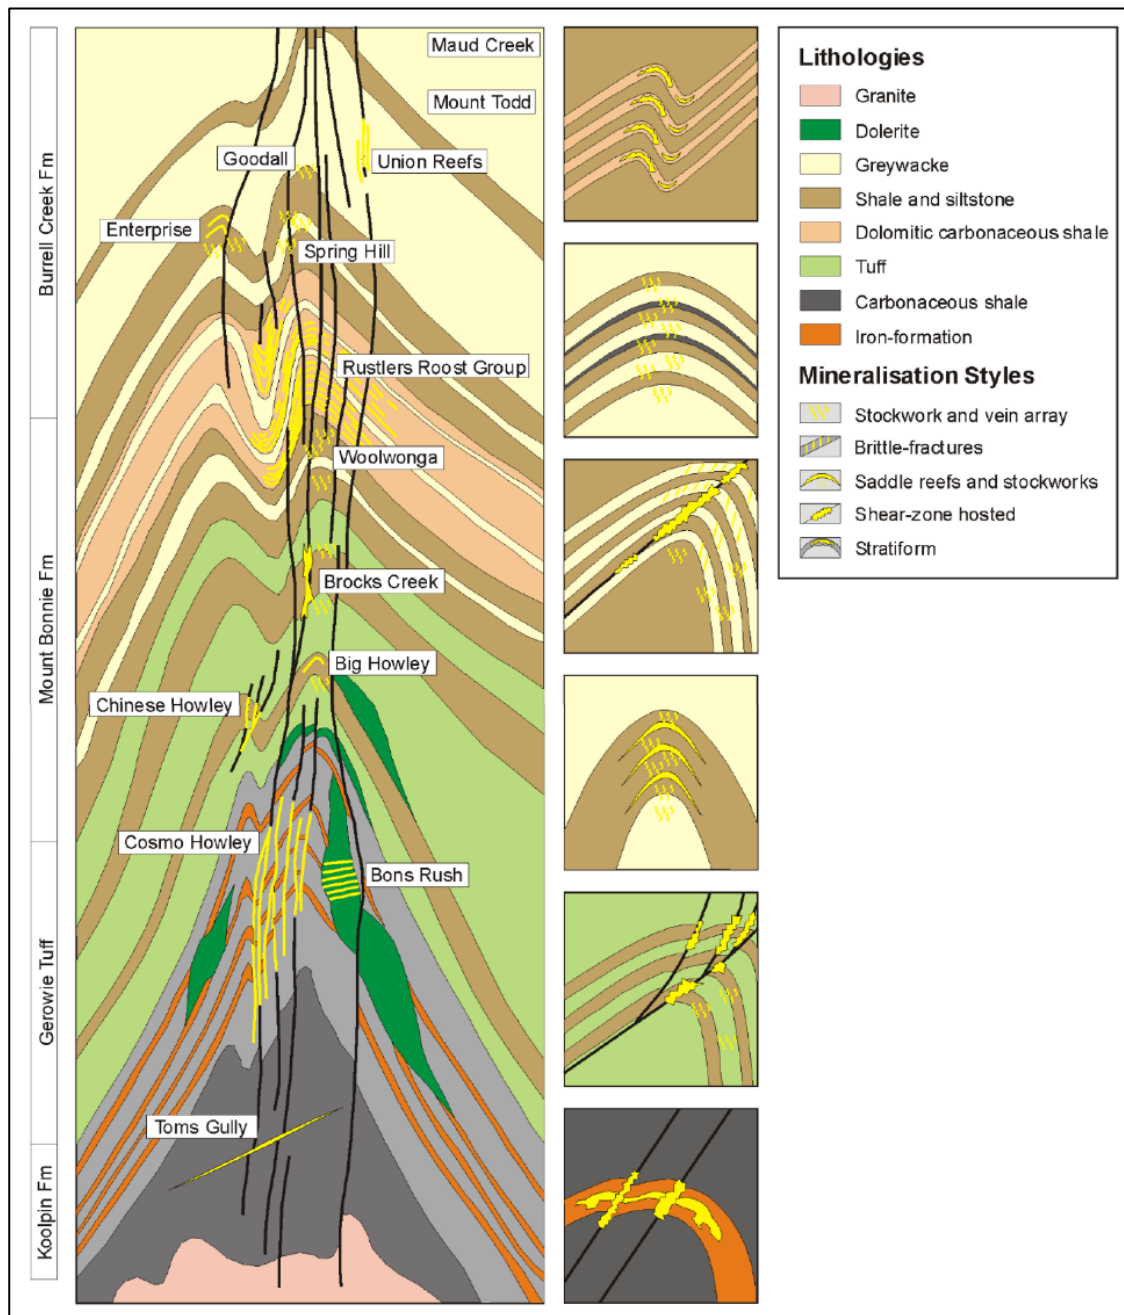 Burrell Creek Fm
Mount Bonnie Fm
Gerowie Tuff
Koolpin Fm
Maud Creek
Mount Todd
Goodall
Union Reefs
Enterprise
Spring Hill
Rustlers Roost Group
Woolwonga
Brocks Creek
Big Howley
Chinese Howley
Cosmo Howley
Bons Rush
Toms Gully
Lithologies
Granite
Dolerite
Greywacke
Shale and siltstone
Dolomitic carbonaceous shale
Tuff
Carbonaceous shale
Iron-formation
Mineralisation Styles
Stockwork and vein array
Brittle-fractures
Saddle reefs and stockworks
Shear-zone hosted
Stratiform